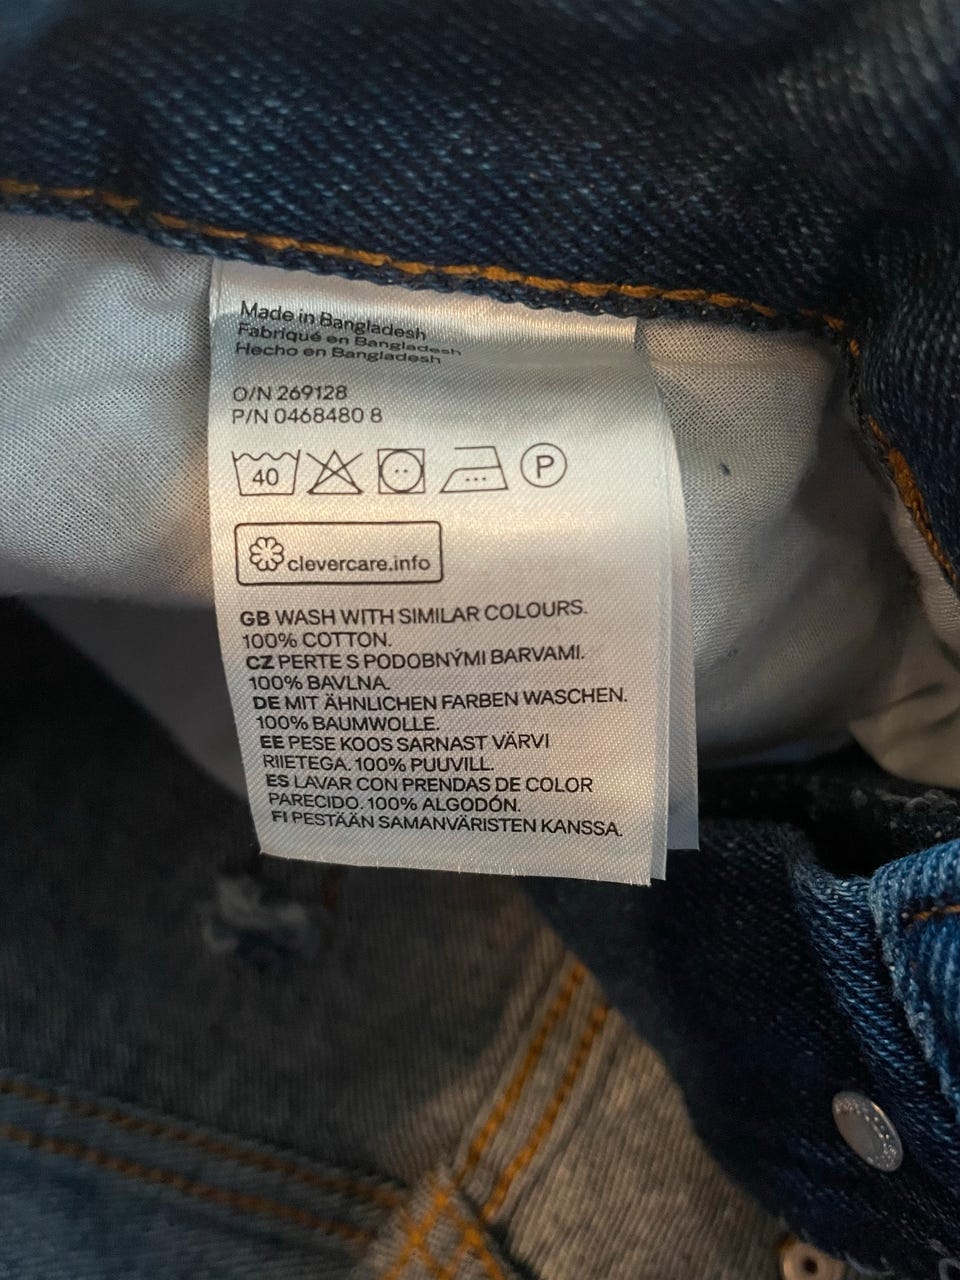 Made in Bangladesh
Fabriqué en Bangladesh
Hecho en Bangladesh
O/N 269128
P/N 0468480 8
40 P
clevercare.info
GB WASH WITH SIMILAR COLOURS.
100% COTTON.
CZ PERTE S PODOBNÝMI BARVAMI.
100% BAVLNA.
DE MIT ÄHNLICHEN FARBEN WASCHEN.
100% BAUMWOLLE.
EE PESE KOOS SARNAST VÄRVI
RIIETEGA. 100% PUUVILL.
ES LAVAR CON PRENDAS DE COLOR
PARECIDO. 100% ALGODÓN.
FI PESTÄÄN SAMANVÄRISTEN KANSSA.